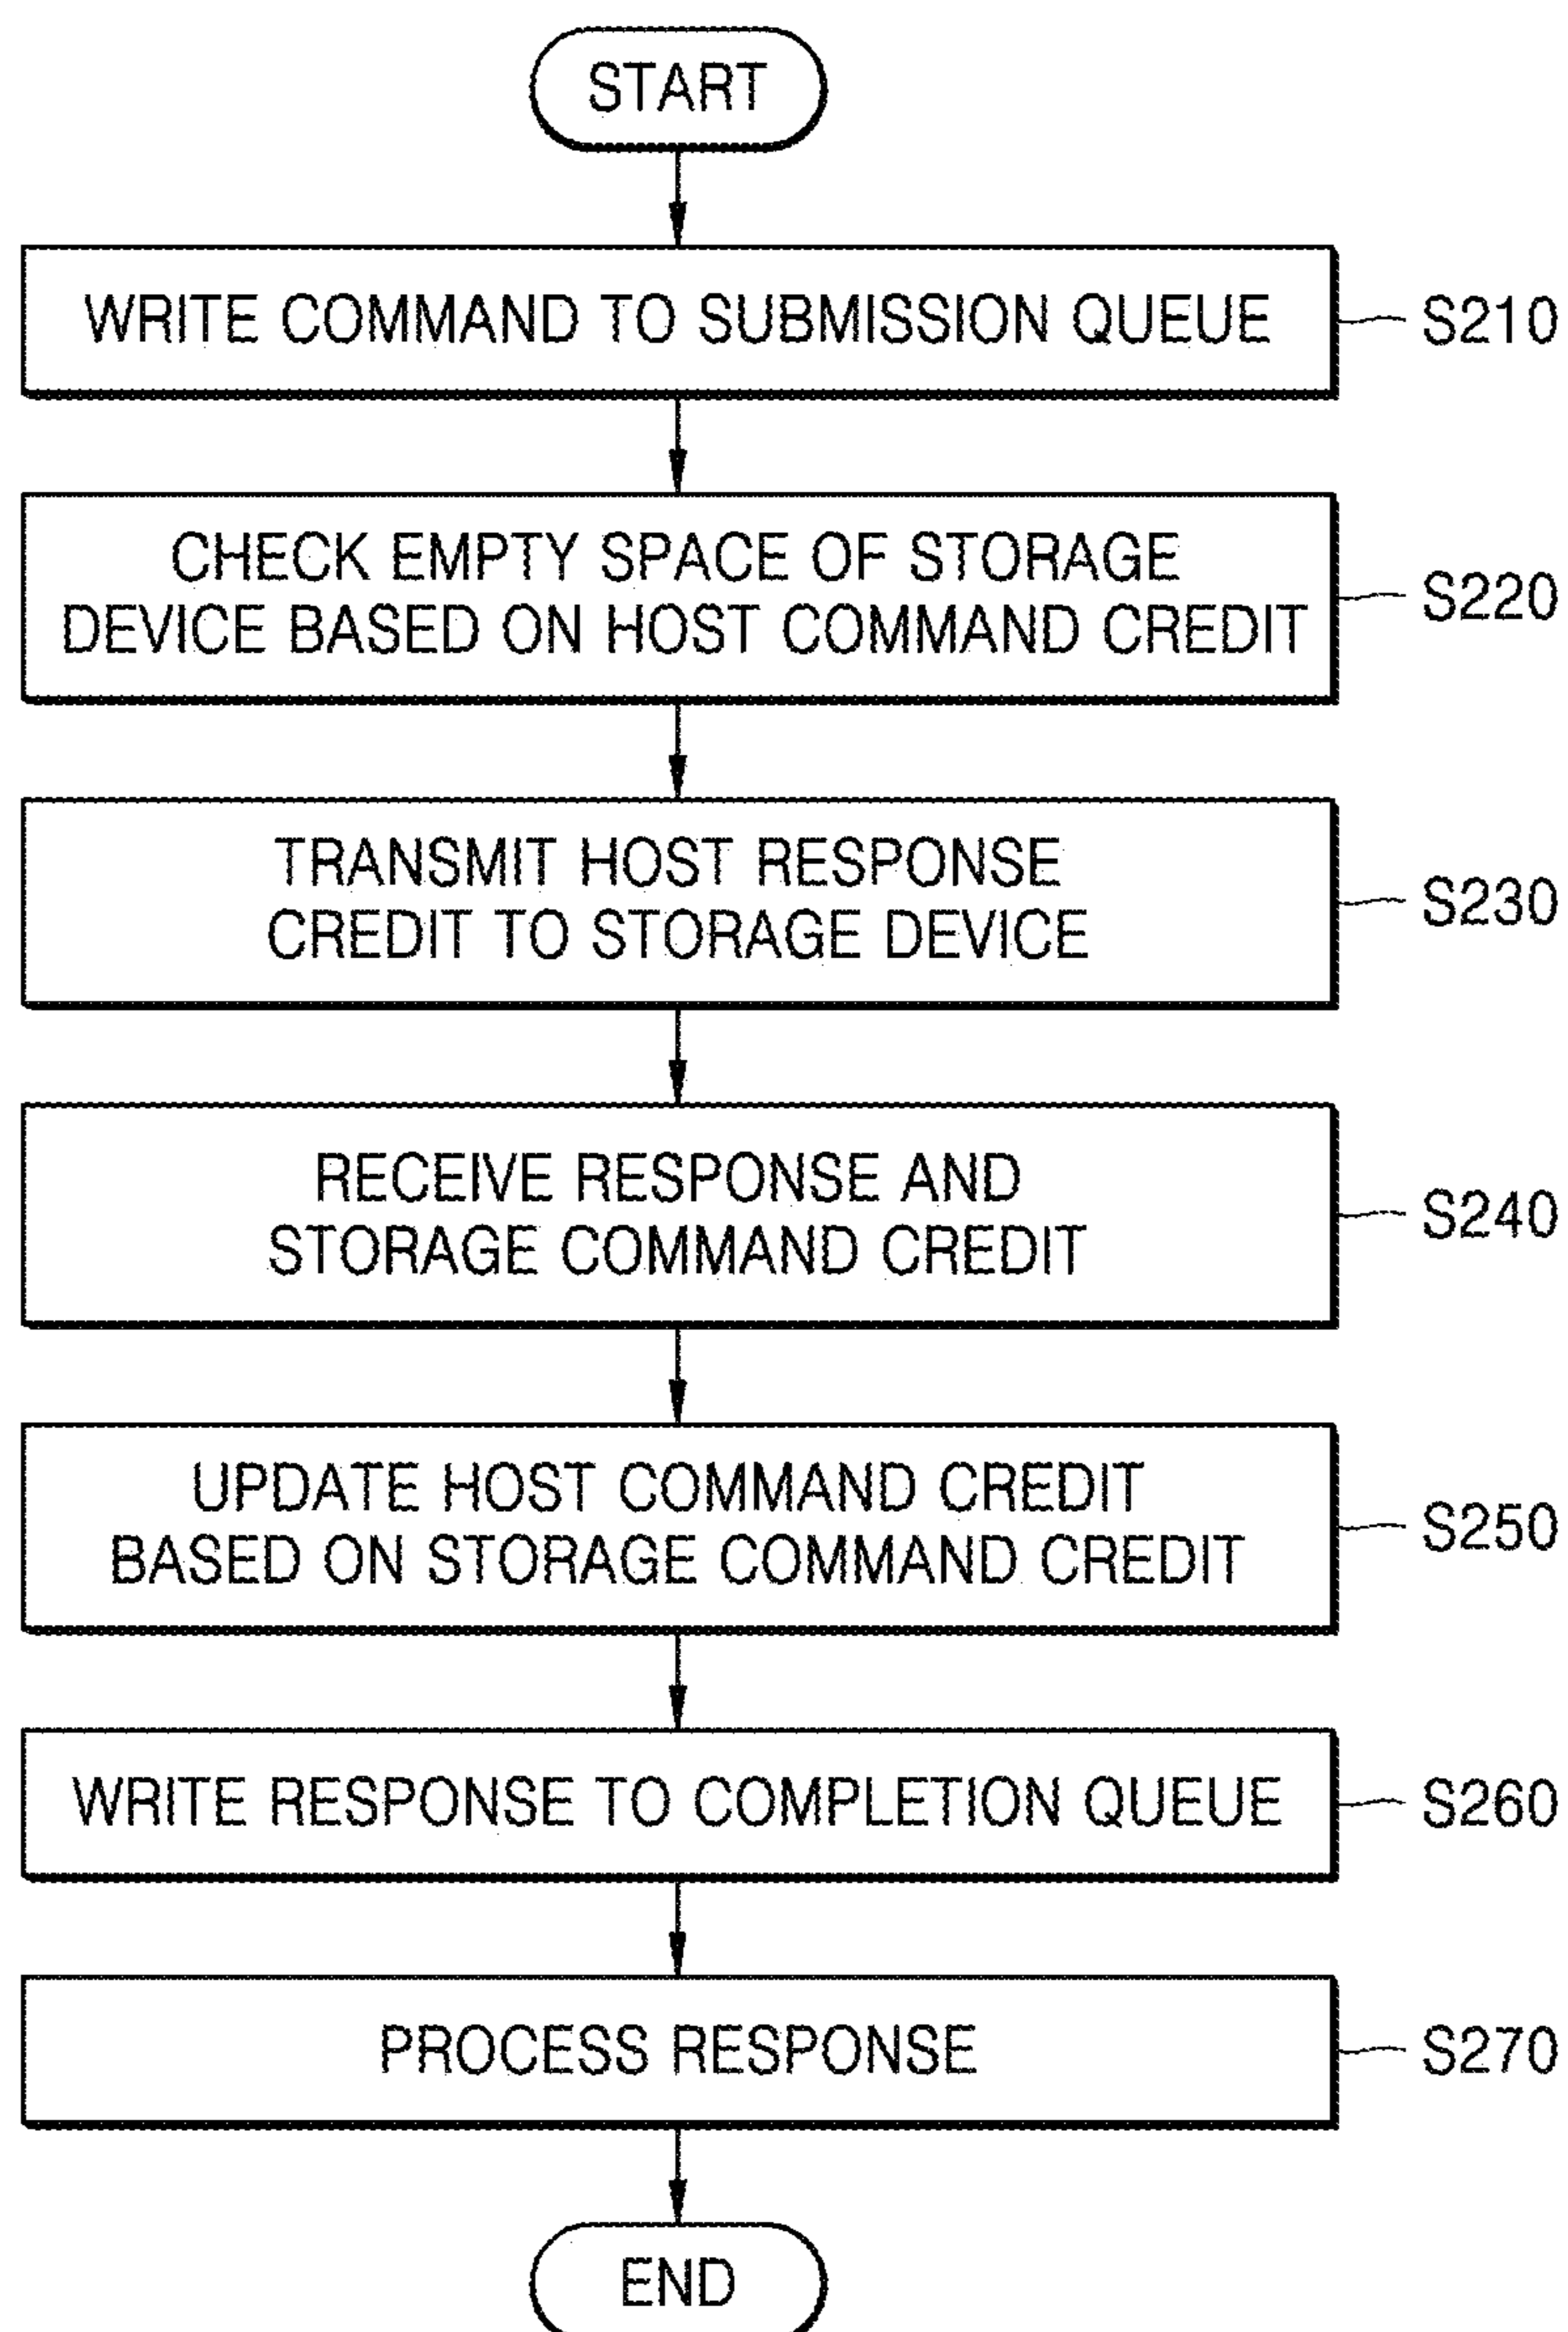 START
WRITE COMMAND TO SUBMISSION QUEUE
S210
CHECK EMPTY SPACE OF STORAGE
DEVICE BASED ON HOST COMMAND CREDIT
S220
TRANSMIT HOST RESPONSE
CREDIT TO STORAGE DEVICE
S230
RECEIVE RESPONSE AND
STORAGE COMMAND CREDIT
S240
UPDATE HOST COMMAND CREDIT
BASED ON STORAGE COMMAND CREDIT
S250
WRITE RESPONSE TO COMPLETION QUEUE
S260
PROCESS RESPONSE
S270
END